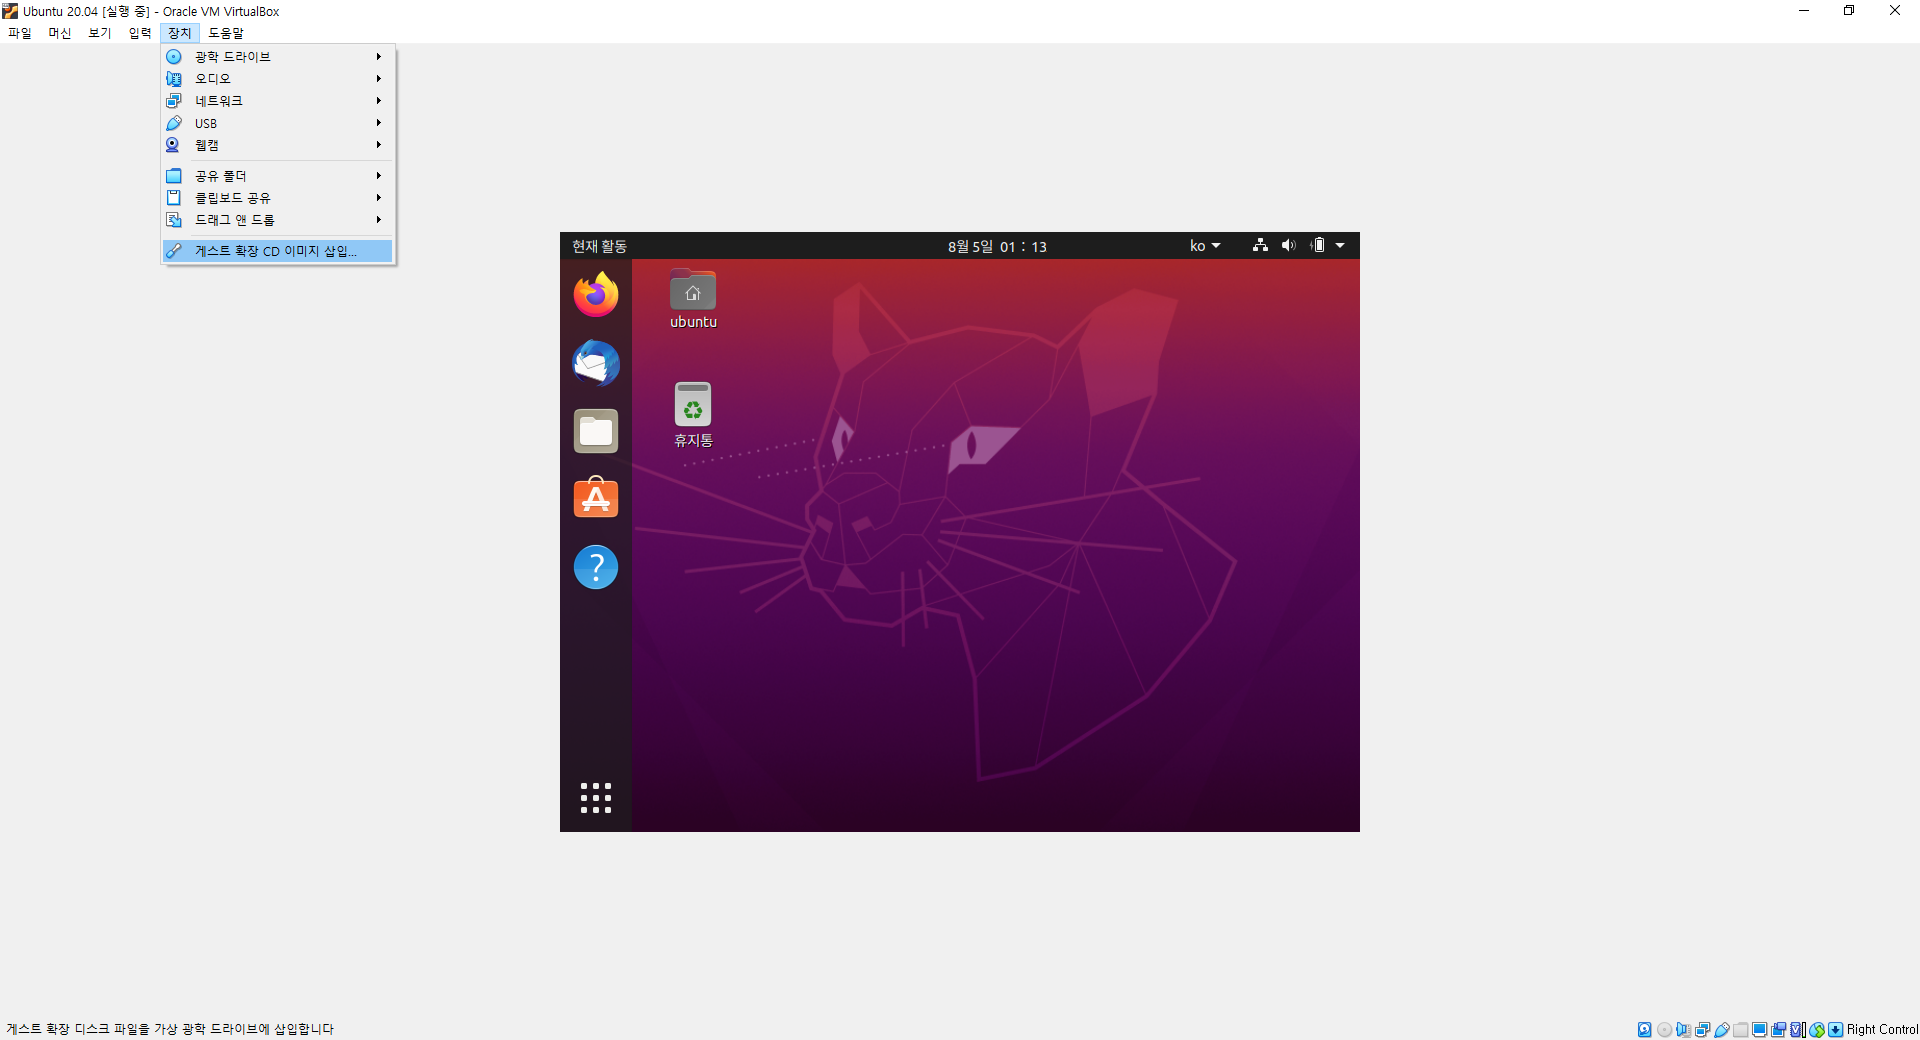 Ubuntu 20.04 [실행 중] - Oracle VM VirtualBox
파일 머신 보기 입력 장치 도움말
광학 드라이브
오디오
네트워크
USB
웹캠
공유 폴더
클립보드 공유
드래그 앤 드롭
게스트 확장 CD 이미지 삽입...
현재 활동 8월 5일 01 : 13 ko
ubuntu
휴지통
게스트 확장 디스크 파일을 가상 광학 드라이브에 삽입합니다
Right Control